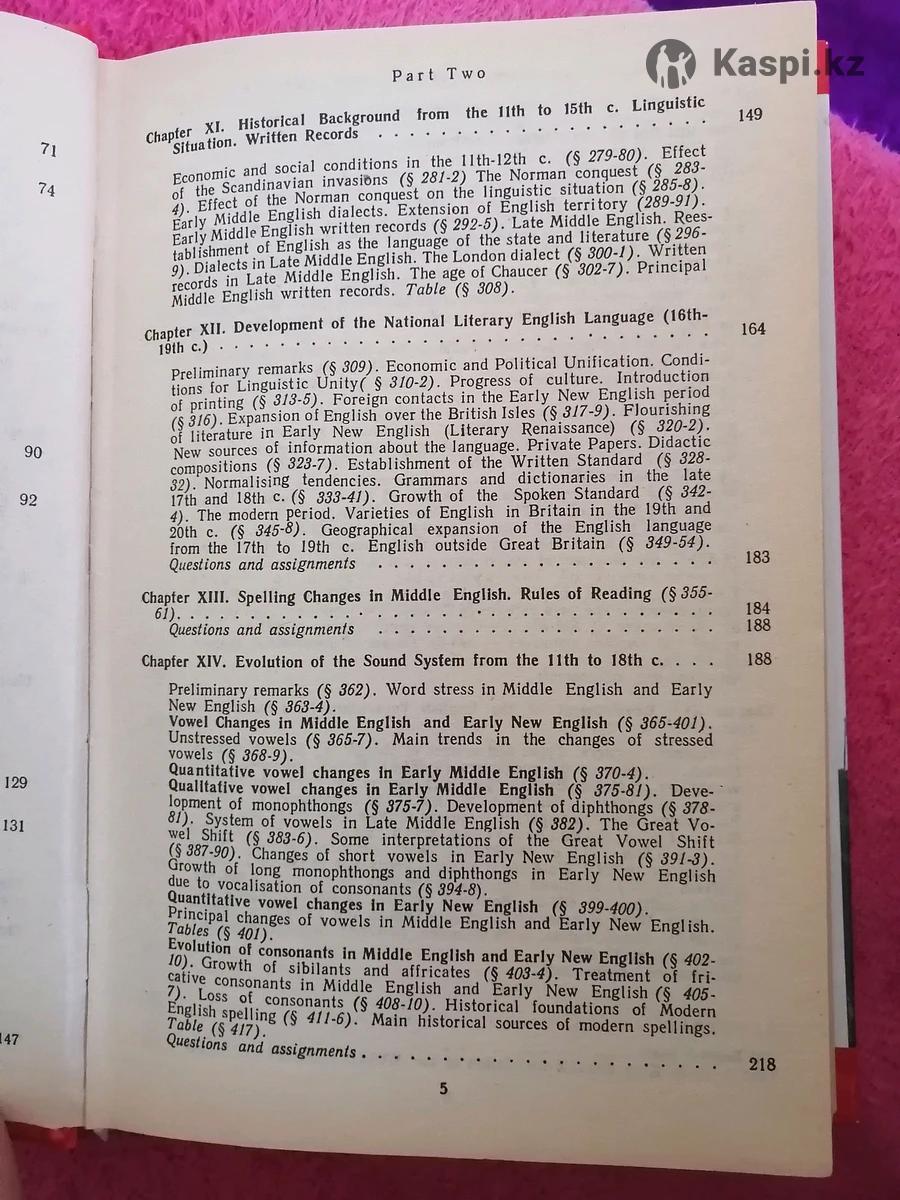 Kaspi.kz
71
74
90
92
129
131
147
Part Two
Chapter XI. Historical Background from the 11th to 15th c. Linguistic
Situation. Written Records . . . . . . . . . . . . . . . . . . 149
Economic and social conditions in the 11th-12th c. (§ 279-80). Effect
of the Scandinavian invasions (§ 281-2) The Norman conquest (§ 283-
4). Effect of the Norman conquest on the linguistic situation (§ 285-8).
Early Middle English dialects. Extension of English territory (289-91).
Early Middle English written records (§ 292-5). Late Middle English. Rees-
tablishment of English as the language of the state and literature (§ 296-
9). Dialects in Late Middle English. The London dialect (§ 300-1). Written
records in Late Middle English. The age of Chaucer (§ 302-7). Principal
Middle English written records. Table (§ 308).
Chapter XII. Development of the National Literary English Language (16th-
19th c.) . . . . . . . . . . . . . . . . . . . . . . . . . . . 164
Preliminary remarks (§ 309). Economic and Political Unification. Condi-
tions for Linguistic Unity( § 310-2). Progress of culture. Introduction
of printing (§ 313-5). Foreign contacts in the Early New English period
(§ 316). Expansion of English over the British Isles (§ 317-9). Flourishing
of literature in Early New English (Literary Renaissance) (§ 320-2).
New sources of information about the language. Private Papers. Didactic
compositions (§ 323-7). Establishment of the Written Standard (§ 328-
32). Normalising tendencies. Grammars and dictionaries in the late
17th and 18th c. (§ 333-41). Growth of the Spoken Standard (§ 342-
4). The modern period. Varieties of English in Britain in the 19th and
20th c. (§ 345-8). Geographical expansion of the English language
from the 17th to 19th c. English outside Great Britain (§ 349-54).
Questions and assignments . . . . . . . . . . . . . . . . . . 183
Chapter XIII. Spelling Changes in Middle English. Rules of Reading (§ 355-
61). . . . . . . . . . . . . . . . . . . . . . . . . . . . . 184
Questions and assignments . . . . . . . . . . . . . . . . . . 188
Chapter XIV. Evolution of the Sound System from the 11th to 18th c. . . . . 188
Preliminary remarks (§ 362). Word stress in Middle English and Early
New English (§ 363-4).
Vowel Changes in Middle English and Early New English (§ 365-401).
Unstressed vowels (§ 365-7). Main trends in the changes of stressed
vowels (§ 368-9).
Quantitative vowel changes in Early Middle English (§ 370-4).
Qualitative vowel changes in Early Middle English (§ 375-81). Deve-
lopment of monophthongs (§ 375-7). Development of diphthongs (§ 378-
81). System of vowels in Late Middle English (§ 382). The Great Vo-
wel Shift (§ 383-6). Some interpretations of the Great Vowel Shift
(§ 387-90). Changes of short vowels in Early New English (§ 391-3).
Growth of long monophthongs and diphthongs in Early New English
due to vocalisation of consonants (§ 394-8).
Quantitative vowel changes in Early New English (§ 399-400).
Principal changes of vowels in Middle English and Early New English.
Tables (§ 401).
Evolution of consonants in Middle English and Early New English (§ 402-
10). Growth of sibilants and affricates (§ 403-4). Treatment of fri-
cative consonants in Middle English and Early New English (§ 405-
7). Loss of consonants (§ 408-10). Historical foundations of Modern
English spelling (§ 411-6). Main historical sources of modern spellings.
Table (§ 417).
Questions and assignments . . . . . . . . . . . . . . . . . . . 218
5